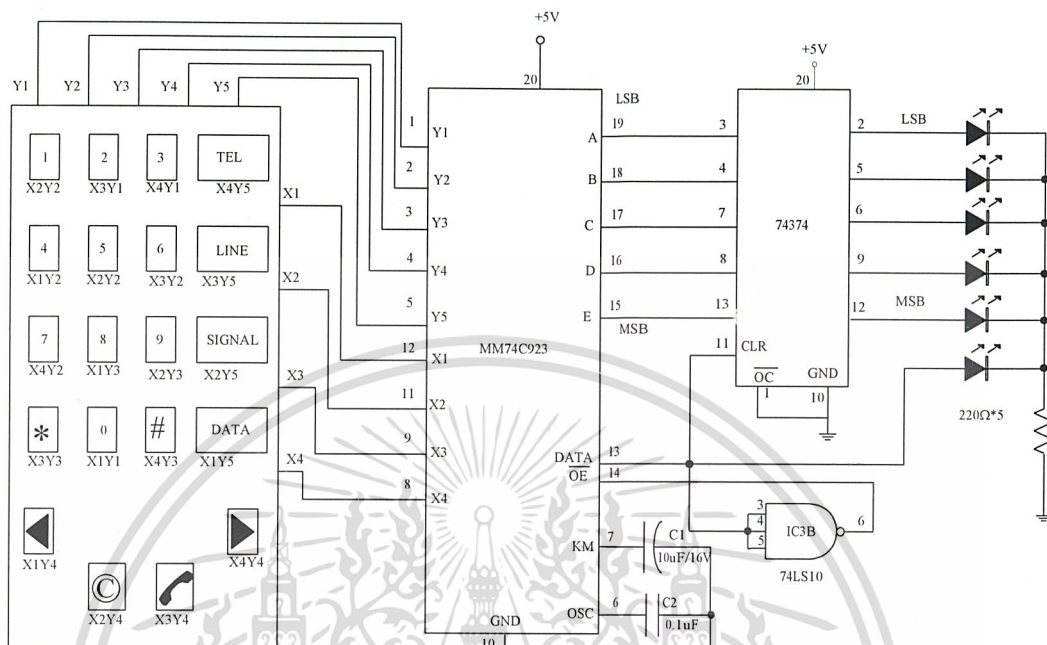 +5V
+5V
Y1 Y2 Y3 Y4 Y5
20
20
LSB
1 Y1
A 19 3
2 LSB
1 2 3 TEL
X2Y2 X3Y1 X4Y1 X4Y5
2 Y2
B 18 4
5
X1
3 Y3
C 17 7
74374
6
4 5 6 LINE
X1Y2 X2Y2 X3Y2 X3Y5
4 Y4
D 16 8
9
X2
5 Y5
E 15 13
MSB
12 MSB
7 8 9 SIGNAL
X4Y2 X1Y3 X2Y3 X2Y5
MM74C923
12 X1
11 CLR
OC GND
1 10
X3
11 X2
220Ω*5
* 0 # DATA
X3Y3 X1Y1 X4Y3 X1Y5
9 X3
X4
DATA 13
OE 14
8 X4
3
4 IC3B 6
5
74LS10
X1Y4 X4Y4
KM 7 C1
10uF/16V
©
X2Y4 X3Y4
OSC 6 C2
0.1uF
GND
10